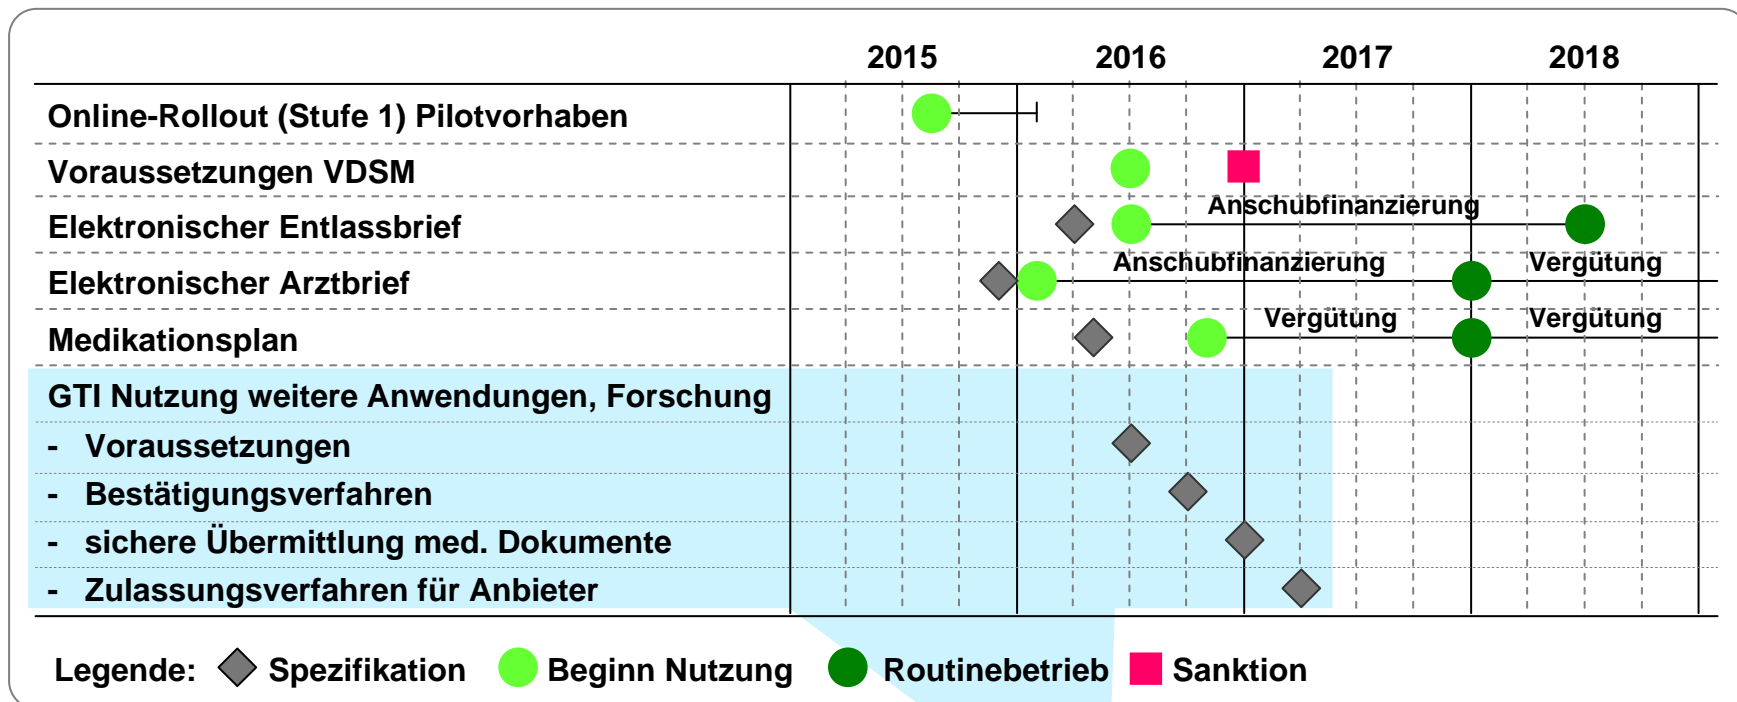 2015 2016 2017 2018
Online-Rollout (Stufe 1) Pilotvorhaben
Voraussetzungen VDSM
Elektronischer Entlassbrief Anschubfinanzierung
Elektronischer Arztbrief Anschubfinanzierung Vergütung
Medikationsplan Vergütung Vergütung
GTI Nutzung weitere Anwendungen, Forschung
- Voraussetzungen
- Bestätigungsverfahren
- sichere Übermittlung med. Dokumente
- Zulassungsverfahren für Anbieter
Legende: Spezifikation Beginn Nutzung Routinebetrieb Sanktion